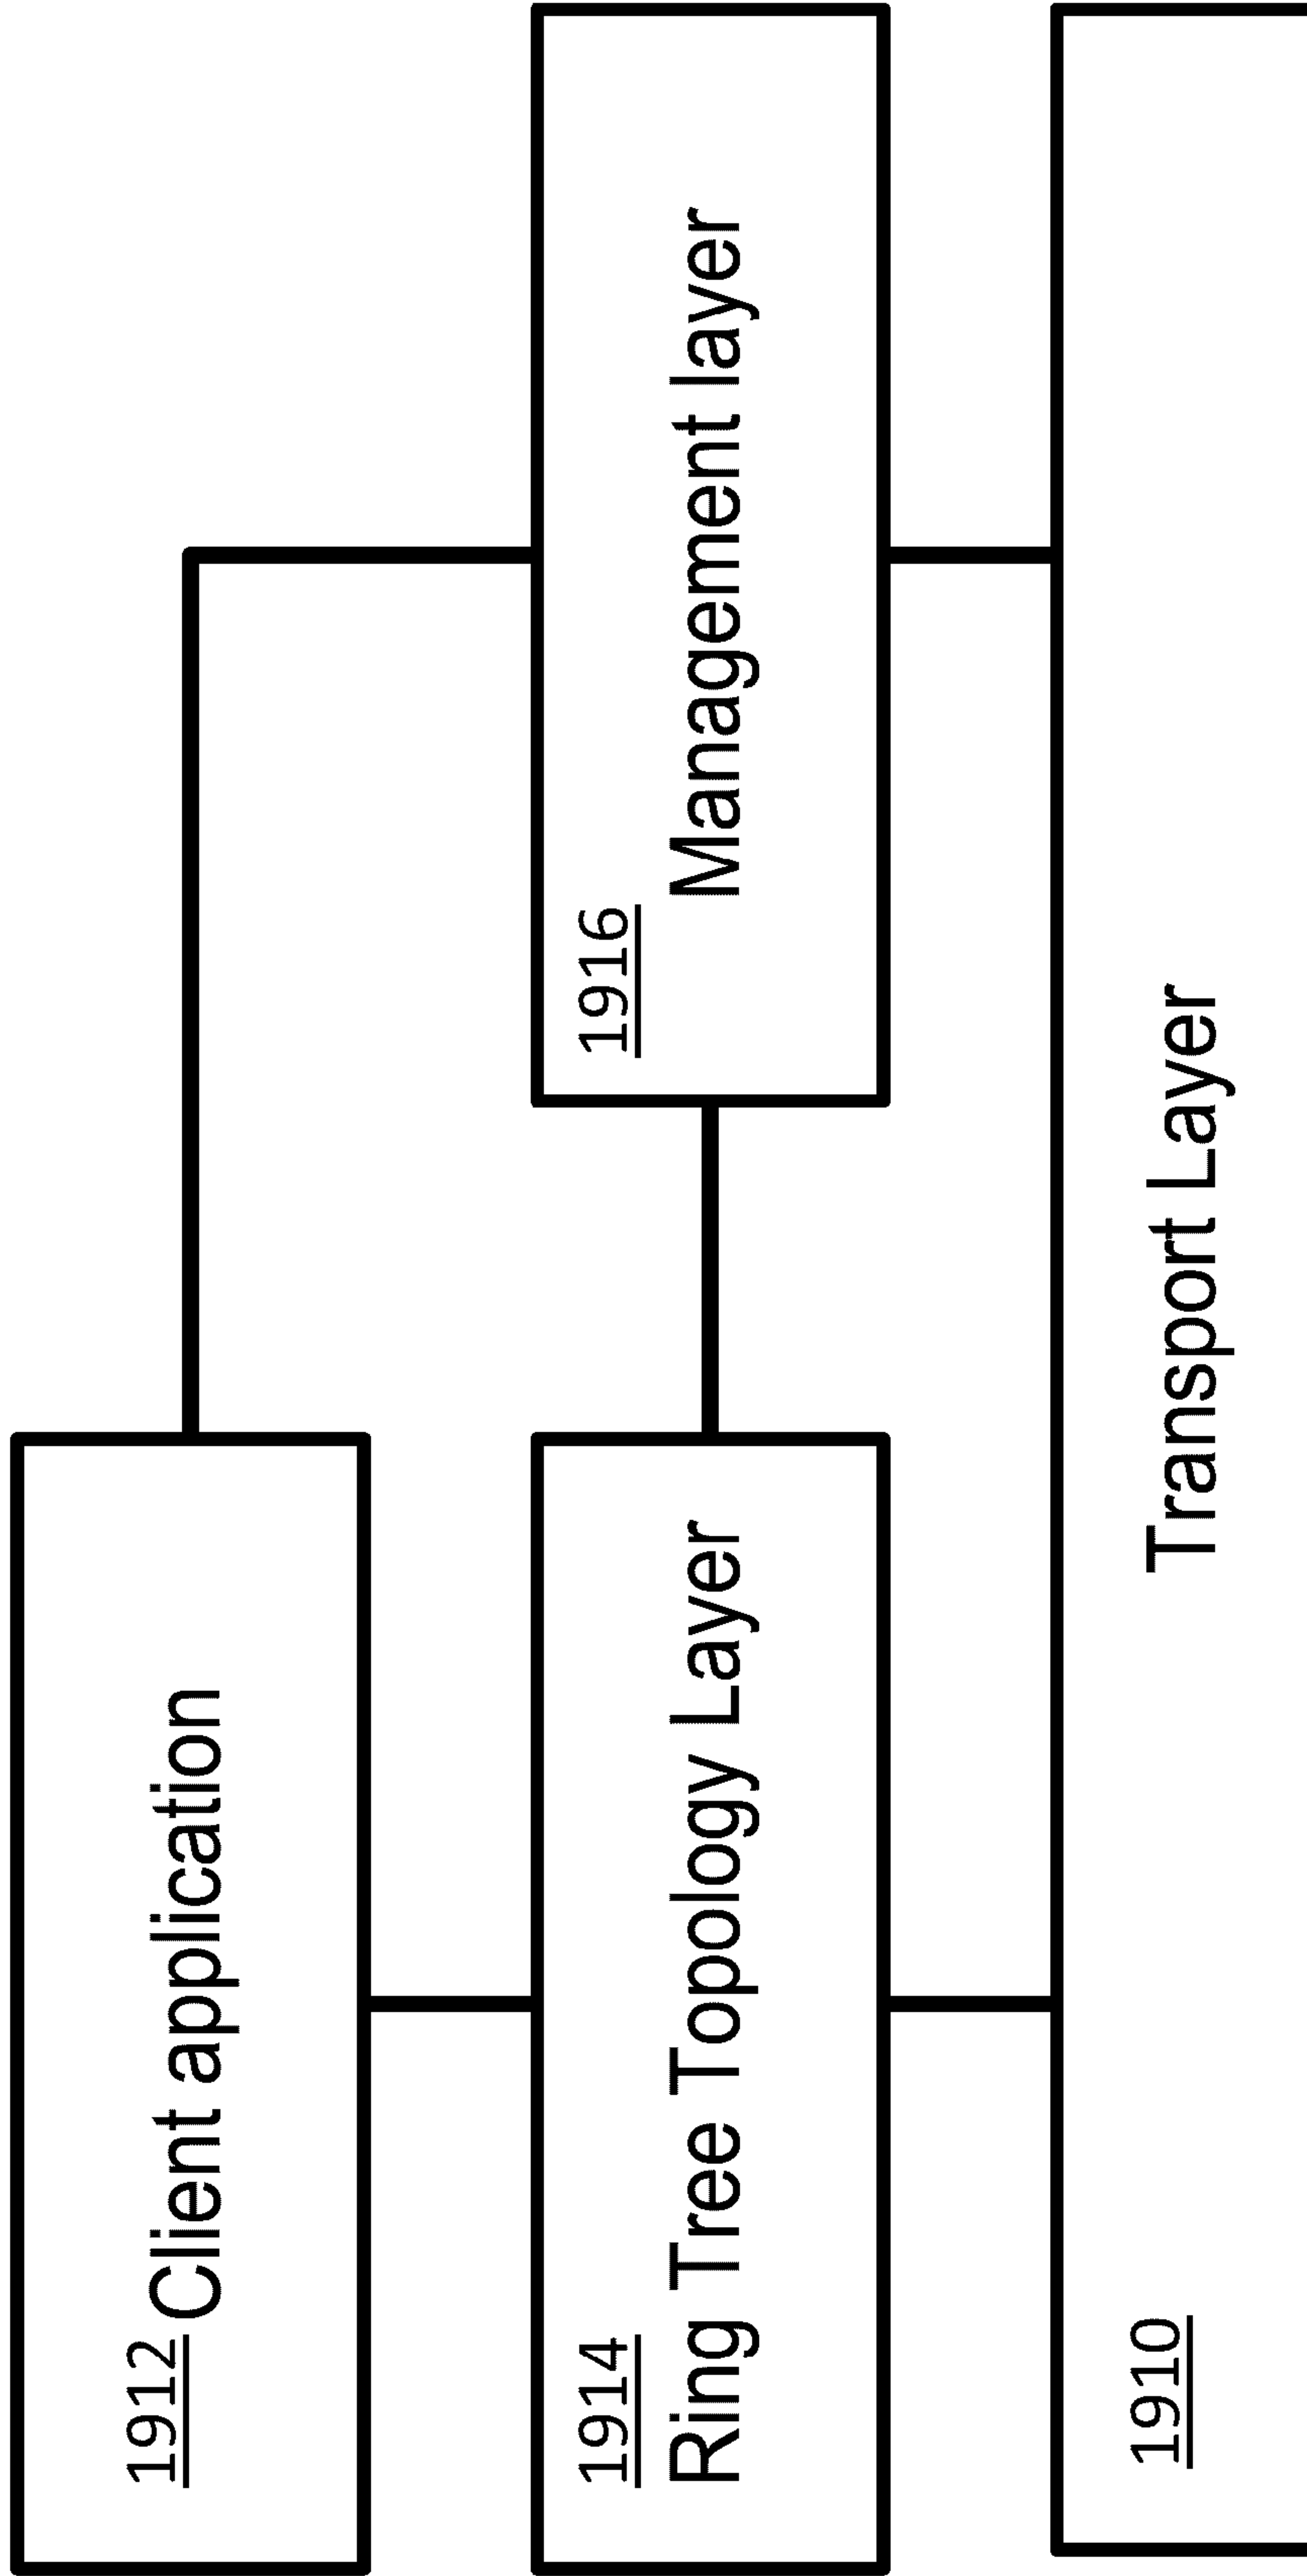 1912
Client application
1914
Ring Tree Topology Layer
1916
Management layer
1910
Transport Layer